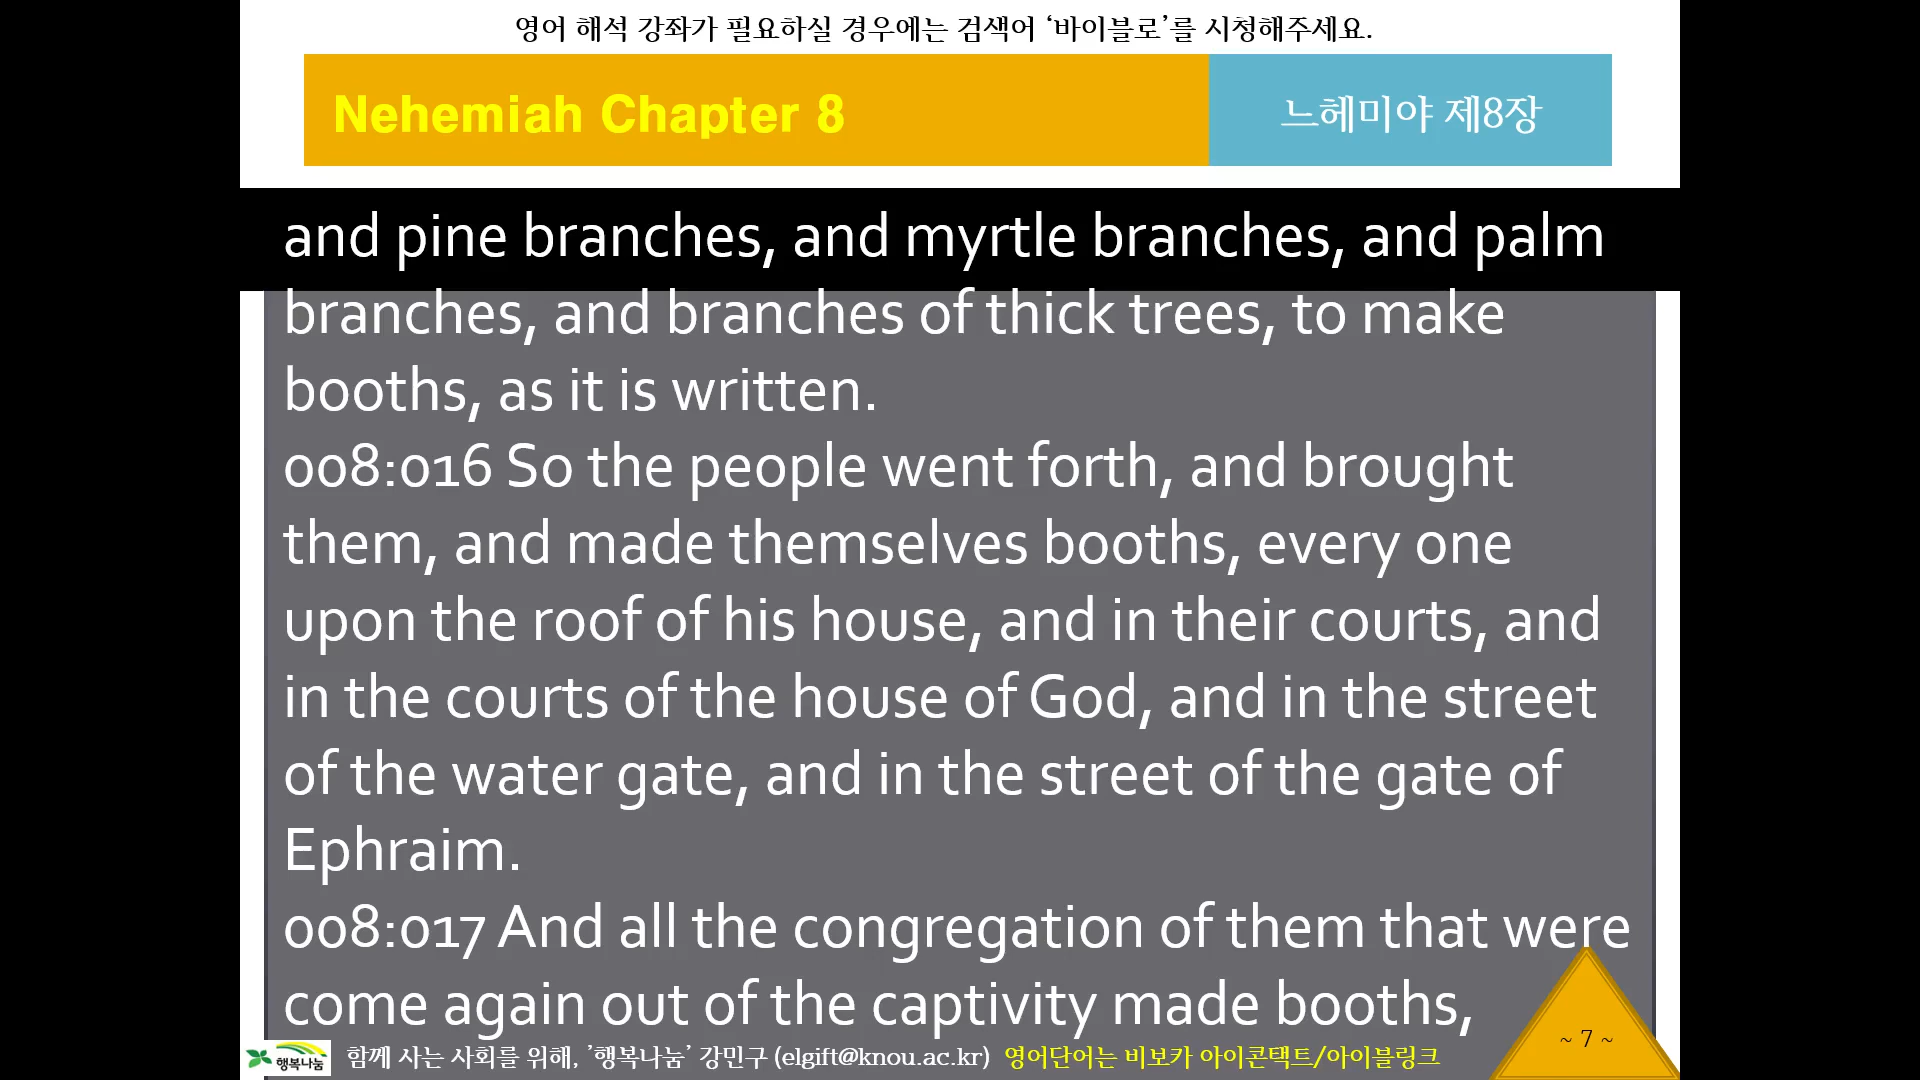 영어 해석 강좌가 필요하실 경우에는 검색어 ‘바이블로’를 시청해주세요.
Nehemiah Chapter 8
느헤미야 제8장
and pine branches, and myrtle branches, and palm
branches, and branches of thick trees, to make
booths, as it is written.
008:016 So the people went forth, and brought
them, and made themselves booths, every one
upon the roof of his house, and in their courts, and
in the courts of the house of God, and in the street
of the water gate, and in the street of the gate of
Ephraim.
008:017 And all the congregation of them that were
come again out of the captivity made booths,
~ 7 ~
행복나눔 함께 사는 사회를 위해, ’행복나눔’ 강민구 (elgift@knou.ac.kr) 영어단어는 비보카 아이콘택트/아이블링크